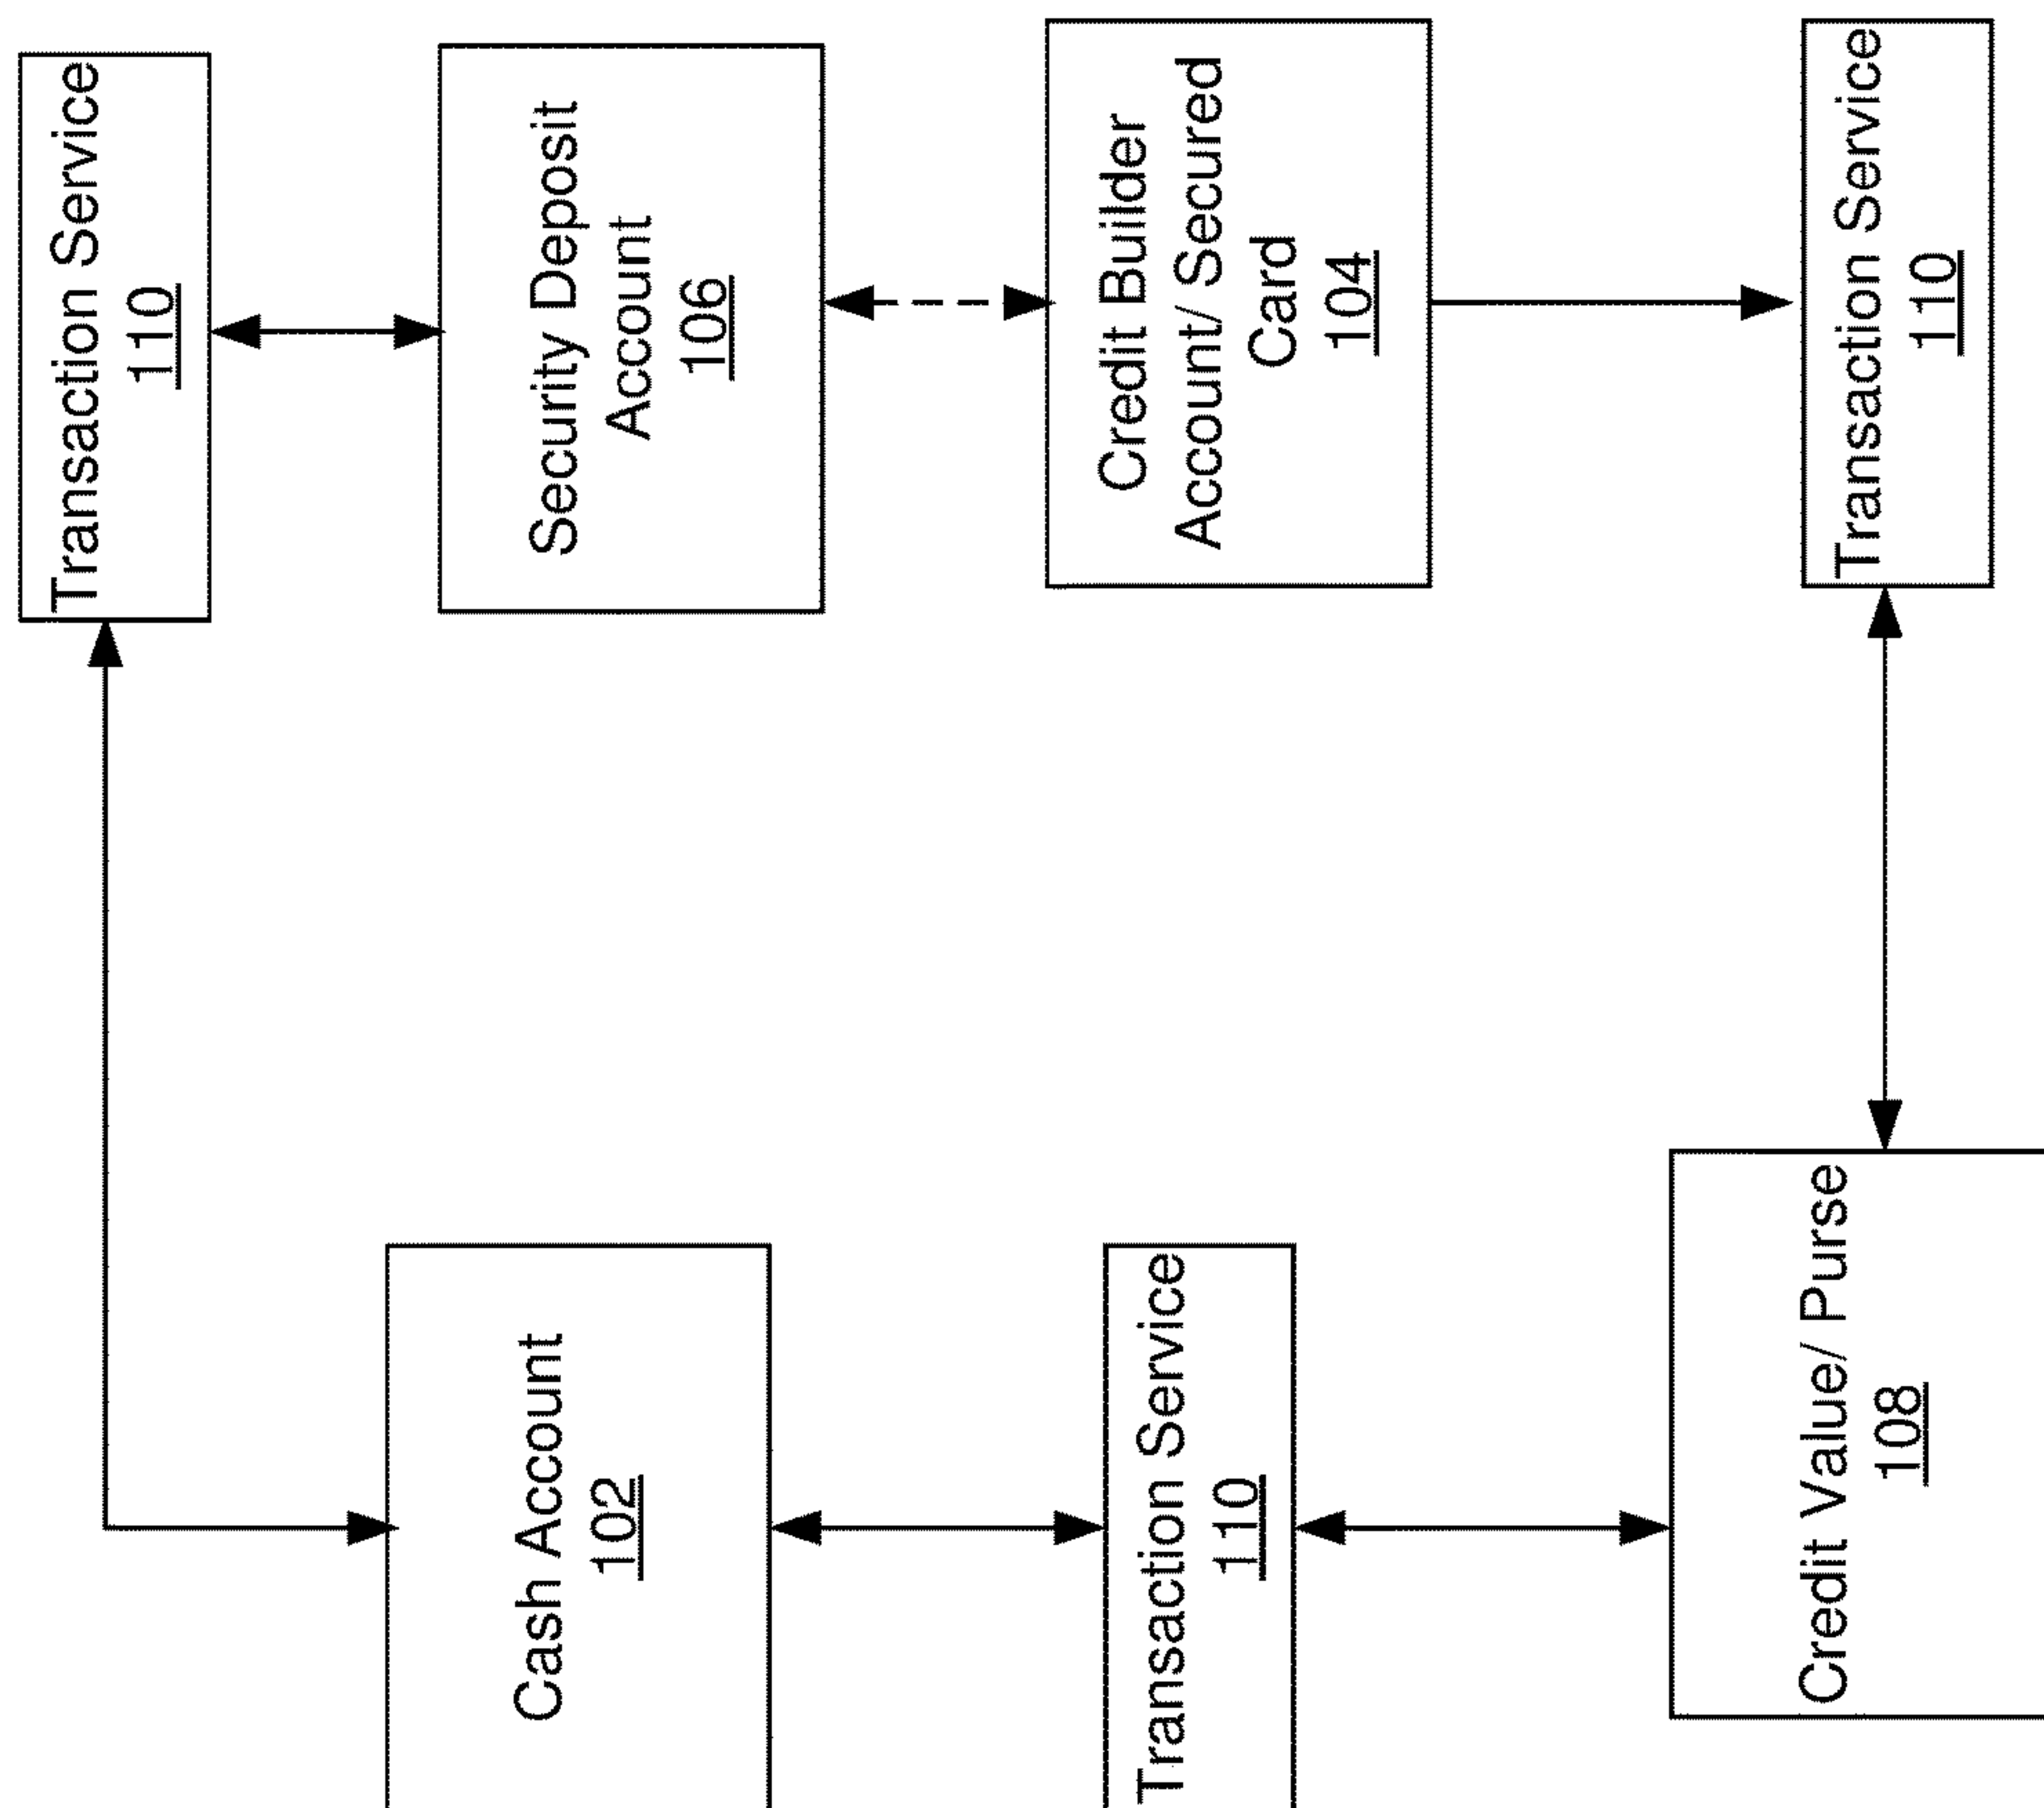 Transaction Service
110
Cash Account
102
Security Deposit
Account
106
Transaction Service
110
Credit Builder
Account/ Secured
Card
104
Credit Value/ Purse
108
Transaction Service
110